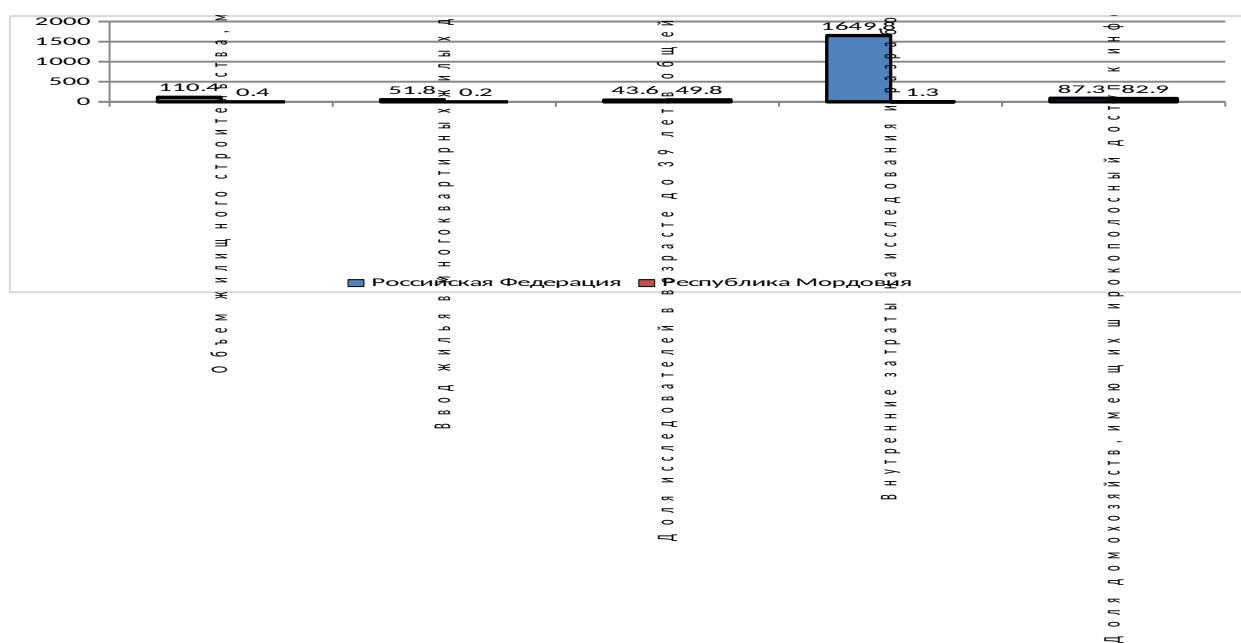 2000
1500
1000
500
0
110.4
0.4
51.8
0.2
43.6
49.8
1649.8
1.3
87.3
82.9
Объем жилищного строительства, м
Ввод жилья в многоквартирных жилых д
Доля исследователей в возрасте до 39 лет в общей
Внутренние затраты на исследования и разрабо
Доля домохозяйств, имеющих широкополосный доступ к инф
Российская Федерация
Республика Мордовия